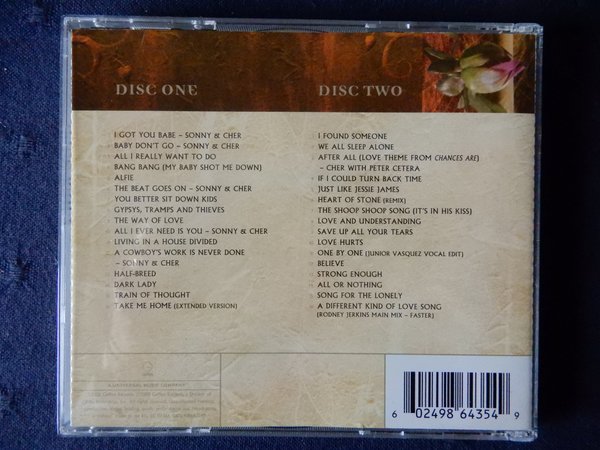 DISC ONE
I GOT YOU BABE – SONNY & CHER
BABY DON'T GO – SONNY & CHER
ALL I REALLY WANT TO DO
BANG BANG (MY BABY SHOT ME DOWN)
ALFIE
THE BEAT GOES ON – SONNY & CHER
YOU BETTER SIT DOWN KIDS
GYPSYS, TRAMPS AND THIEVES
THE WAY OF LOVE
ALL I EVER NEED IS YOU – SONNY & CHER
LIVING IN A HOUSE DIVIDED
A COWBOY'S WORK IS NEVER DONE
– SONNY & CHER
HALF-BREED
DARK LADY
TRAIN OF THOUGHT
TAKE ME HOME (EXTENDED VERSION)
DISC TWO
I FOUND SOMEONE
WE ALL SLEEP ALONE
AFTER ALL (LOVE THEME FROM CHANCES ARE)
– CHER WITH PETER CETERA
IF I COULD TURN BACK TIME
JUST LIKE JESSIE JAMES
HEART OF STONE (REMIX)
THE SHOOP SHOOP SONG (IT'S IN HIS KISS)
LOVE AND UNDERSTANDING
SAVE UP ALL YOUR TEARS
LOVE HURTS
ONE BY ONE (JUNIOR VASQUEZ VOCAL EDIT)
BELIEVE
STRONG ENOUGH
ALL OR NOTHING
SONG FOR THE LONELY
A DIFFERENT KIND OF LOVE SONG
(RODNEY JERKINS MAIN MIX – FASTER)
A UNIVERSAL MUSIC COMPANY
6 02498 64354 9